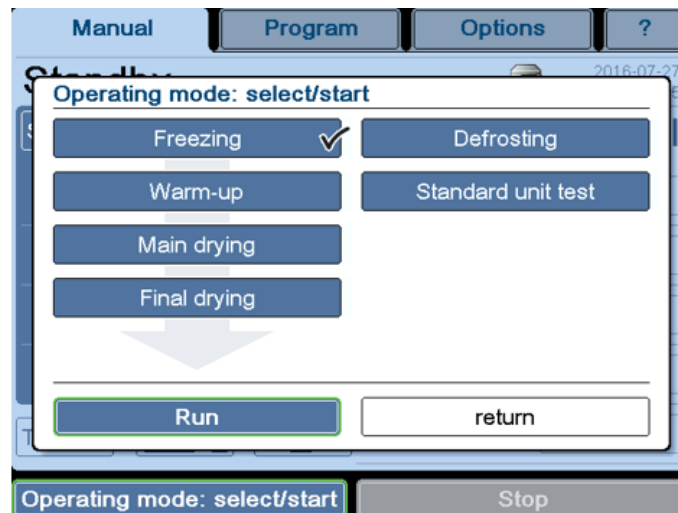 Manual Program Options ?
2016-07-27
Operating mode: select/start
Freezing Defrosting
Warm-up Standard unit test
Main drying
Final drying
Run return
Operating mode: select/start Stop